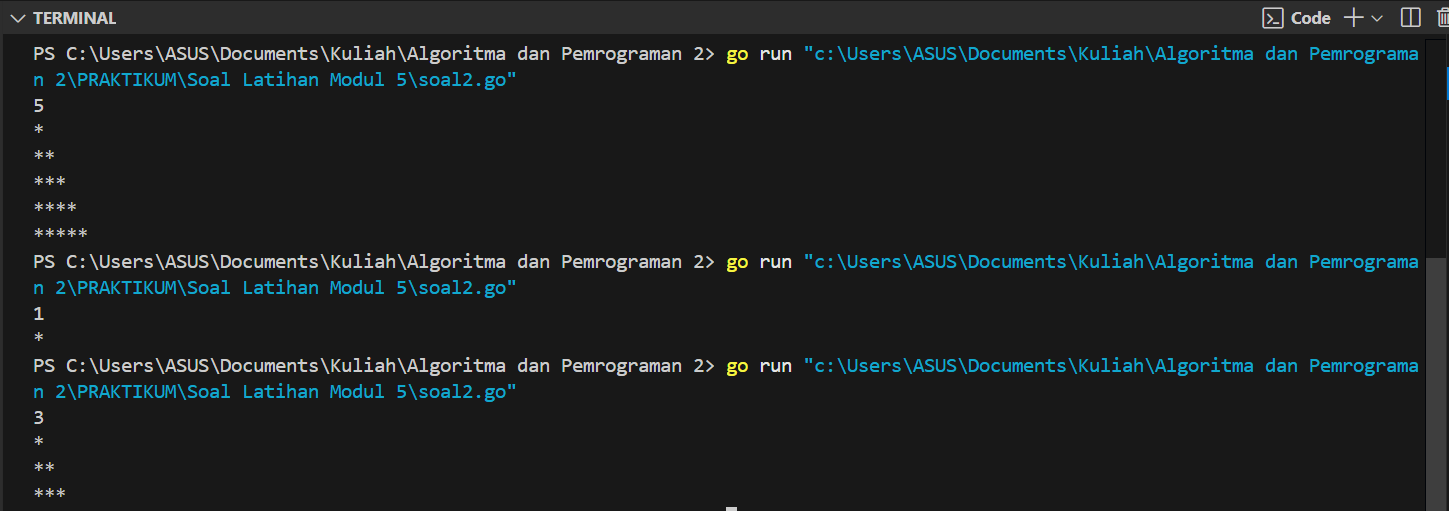 TERMINAL
Code
PS C:\Users\ASUS\Documents\Kuliah\Algoritma dan Pemrograman 2> go run "c:\Users\ASUS\Documents\Kuliah\Algoritma dan Pemrograma
n 2\PRAKTIKUM\Soal Latihan Modul 5\soal2.go"
5
*
**
***
****
*****
PS C:\Users\ASUS\Documents\Kuliah\Algoritma dan Pemrograman 2> go run "c:\Users\ASUS\Documents\Kuliah\Algoritma dan Pemrograma
n 2\PRAKTIKUM\Soal Latihan Modul 5\soal2.go"
1
*
PS C:\Users\ASUS\Documents\Kuliah\Algoritma dan Pemrograman 2> go run "c:\Users\ASUS\Documents\Kuliah\Algoritma dan Pemrograma
n 2\PRAKTIKUM\Soal Latihan Modul 5\soal2.go"
3
*
**
***